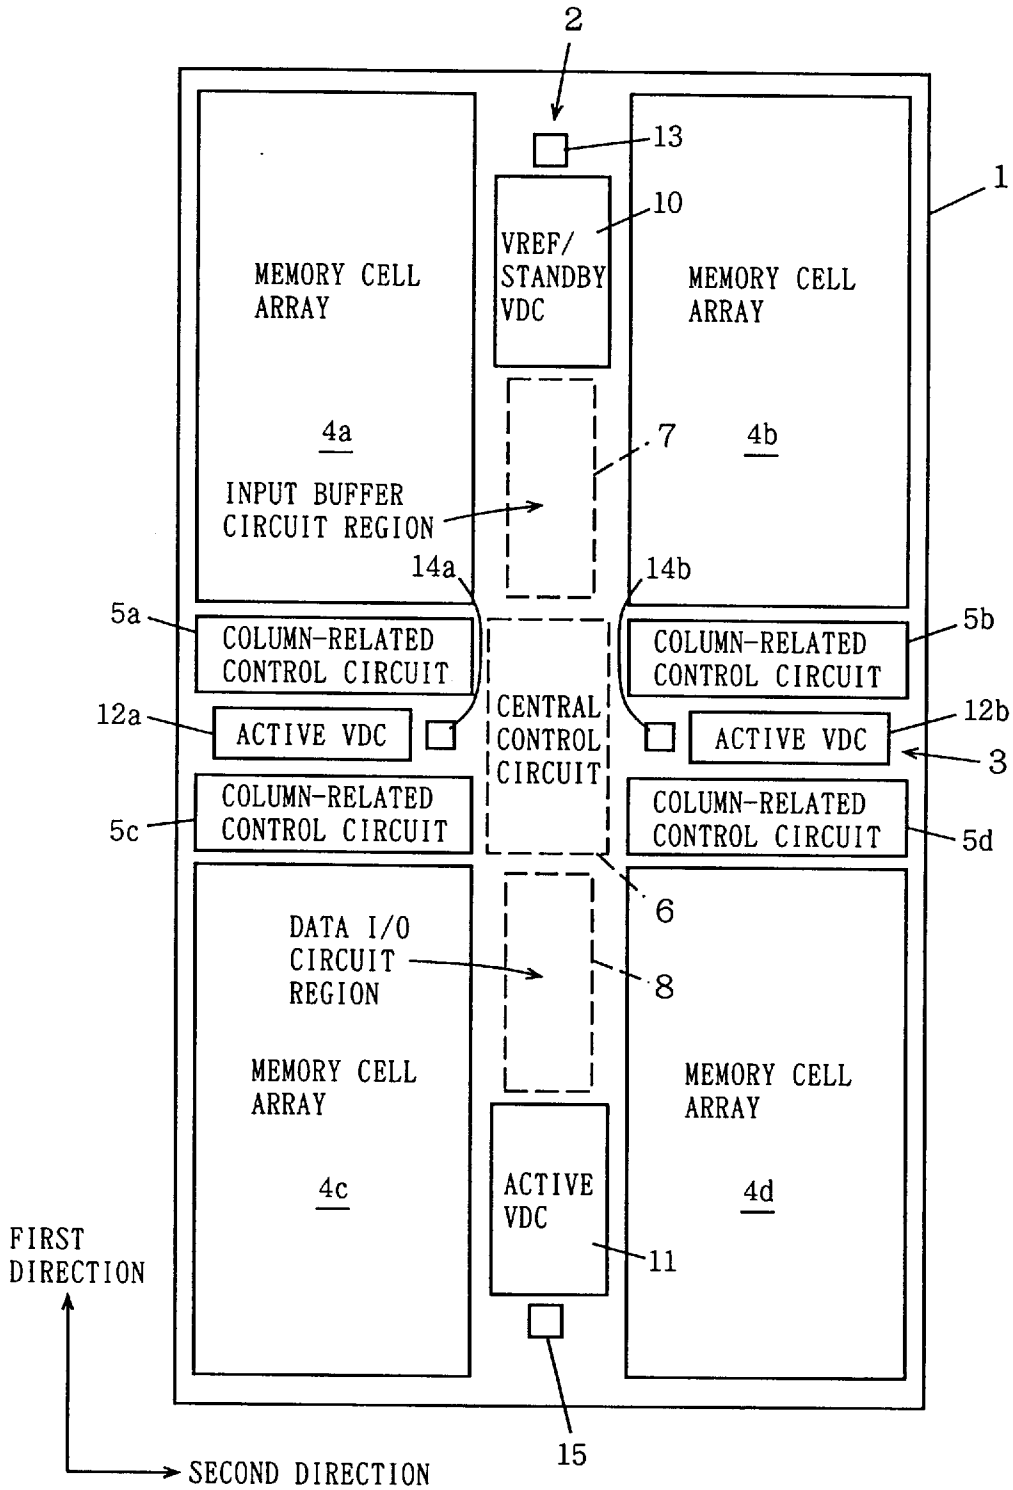 2
13
1
10
VREF/
STANDBY
VDC
MEMORY CELL
ARRAY
MEMORY CELL
ARRAY
4a
7
4b
INPUT BUFFER
CIRCUIT REGION
14a
14b
5a
COLUMN-RELATED
CONTROL CIRCUIT
5b
COLUMN-RELATED
CONTROL CIRCUIT
12a
ACTIVE VDC
CENTRAL
CONTROL
CIRCUIT
ACTIVE VDC
12b
3
5c
COLUMN-RELATED
CONTROL CIRCUIT
COLUMN-RELATED
CONTROL CIRCUIT
5d
6
DATA I/O
CIRCUIT
REGION
8
MEMORY CELL
ARRAY
MEMORY CELL
ARRAY
4c
ACTIVE
VDC
4d
11
FIRST
DIRECTION
15
SECOND DIRECTION